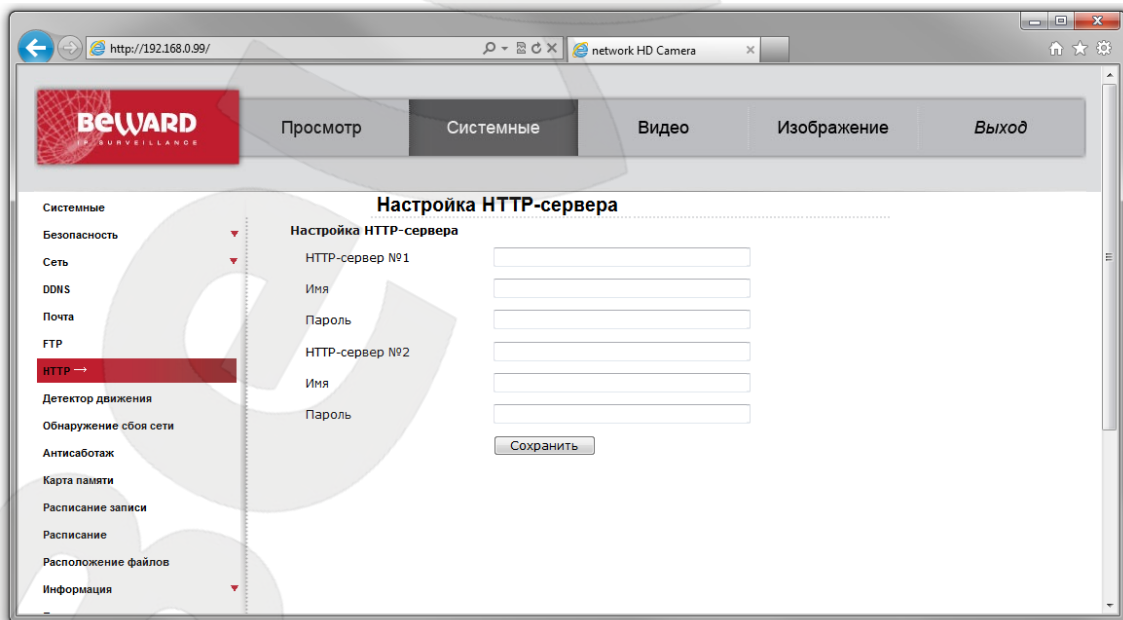 http://192.168.0.99/
network HD Camera
BEWARD
IP SURVEILLANCE
Просмотр
Системные
Видео
Изображение
Выход
Системные
Безопасность
Сеть
DDNS
Почта
FTP
HTTP →
Детектор движения
Обнаружение сбоя сети
Антисаботаж
Карта памяти
Расписание записи
Расписание
Расположение файлов
Информация
Настройка HTTP-сервера
Настройка HTTP-сервера
HTTP-сервер №1
Имя
Пароль
HTTP-сервер №2
Имя
Пароль
Сохранить